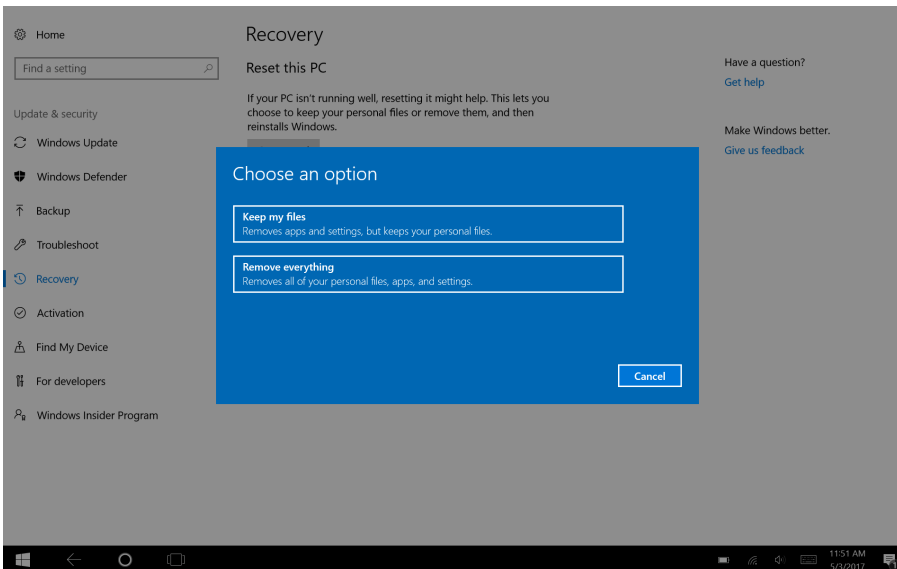 Home
Find a setting
Update & security
Windows Update
Windows Defender
Backup
Troubleshoot
Recovery
Activation
Find My Device
For developers
Windows Insider Program
Recovery
Reset this PC
If your PC isn't running well, resetting it might help. This lets you
choose to keep your personal files or remove them, and then
reinstalls Windows.
Choose an option
Keep my files
Removes apps and settings, but keeps your personal files.
Remove everything
Removes all of your personal files, apps, and settings.
Cancel
Have a question?
Get help
Make Windows better.
Give us feedback
11:51 AM
5/3/2017